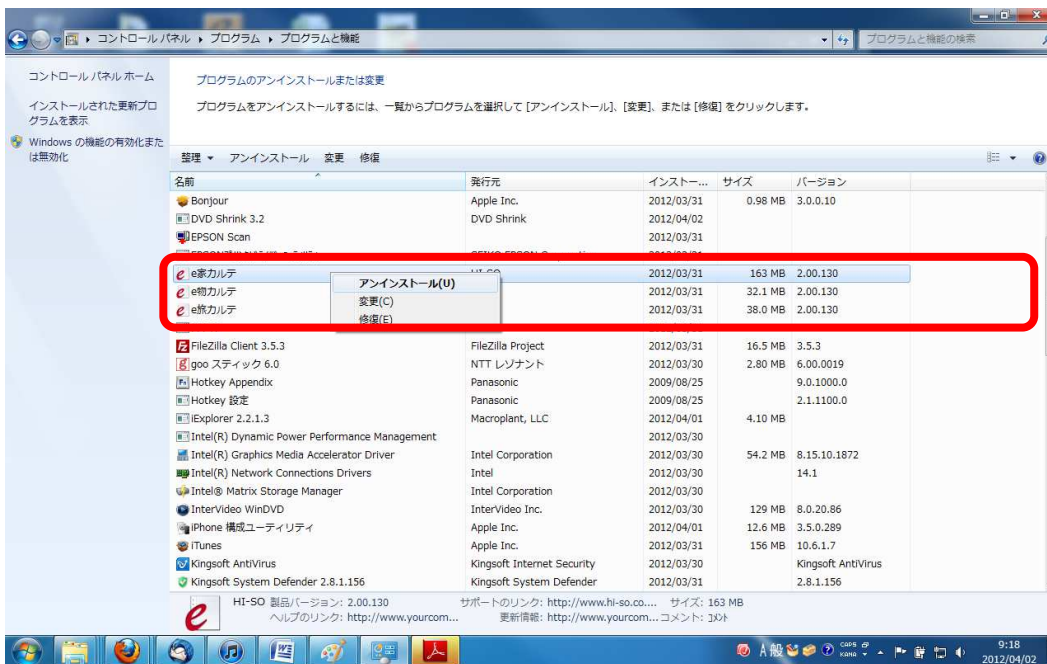 コントロール パネル ▸ プログラム ▸ プログラムと機能
プログラムと機能の検索
コントロール パネル ホーム
インストールされた更新プロ
グラムを表示
Windows の機能の有効化また
は無効化
プログラムのアンインストールまたは変更
プログラムをアンインストールするには、一覧からプログラムを選択して [アンインストール]、[変更]、または [修復] をクリックします。
整理 アンインストール 変更 修復
名前 発行元 インストー... サイズ バージョン
Bonjour Apple Inc. 2012/03/31 0.98 MB 3.0.0.10
DVD Shrink 3.2 DVD Shrink 2012/04/02
EPSON Scan 2012/03/31
e家カルテ HI-SO 2012/03/31 163 MB 2.00.130
e物カルテ 2012/03/31 32.1 MB 2.00.130
e旅カルテ 2012/03/31 38.0 MB 2.00.130
アンインストール(U)
変更(C)
修復(E)
FileZilla Client 3.5.3 FileZilla Project 2012/03/31 16.5 MB 3.5.3
goo スティック 6.0 NTT レゾナント 2012/03/30 2.80 MB 6.00.0019
Hotkey Appendix Panasonic 2009/08/25 9.0.1000.0
Hotkey 設定 Panasonic 2009/08/25 2.1.1100.0
iExplorer 2.2.1.3 Macroplant, LLC 2012/04/01 4.10 MB
Intel(R) Dynamic Power Performance Management 2012/03/30
Intel(R) Graphics Media Accelerator Driver Intel Corporation 2012/03/30 54.2 MB 8.15.10.1872
Intel(R) Network Connections Drivers Intel 2012/03/30 14.1
Intel® Matrix Storage Manager Intel Corporation 2012/03/30
InterVideo WinDVD InterVideo Inc. 2012/03/30 129 MB 8.0.20.86
iPhone 構成ユーティリティ Apple Inc. 2012/04/01 12.6 MB 3.5.0.289
iTunes Apple Inc. 2012/03/31 156 MB 10.6.1.7
Kingsoft AntiVirus Kingsoft Internet Security 2012/03/30 Kingsoft AntiVirus
Kingsoft System Defender 2.8.1.156 Kingsoft System Defender 2012/03/31 2.8.1.156
HI-SO 製品バージョン: 2.00.130 サポートのリンク: http://www.hi-so.co.... サイズ: 163 MB
ヘルプのリンク: http://www.yourcom... 更新情報: http://www.yourcom... コメント: コメント
A 般 CAPS KANA
9:18
2012/04/02